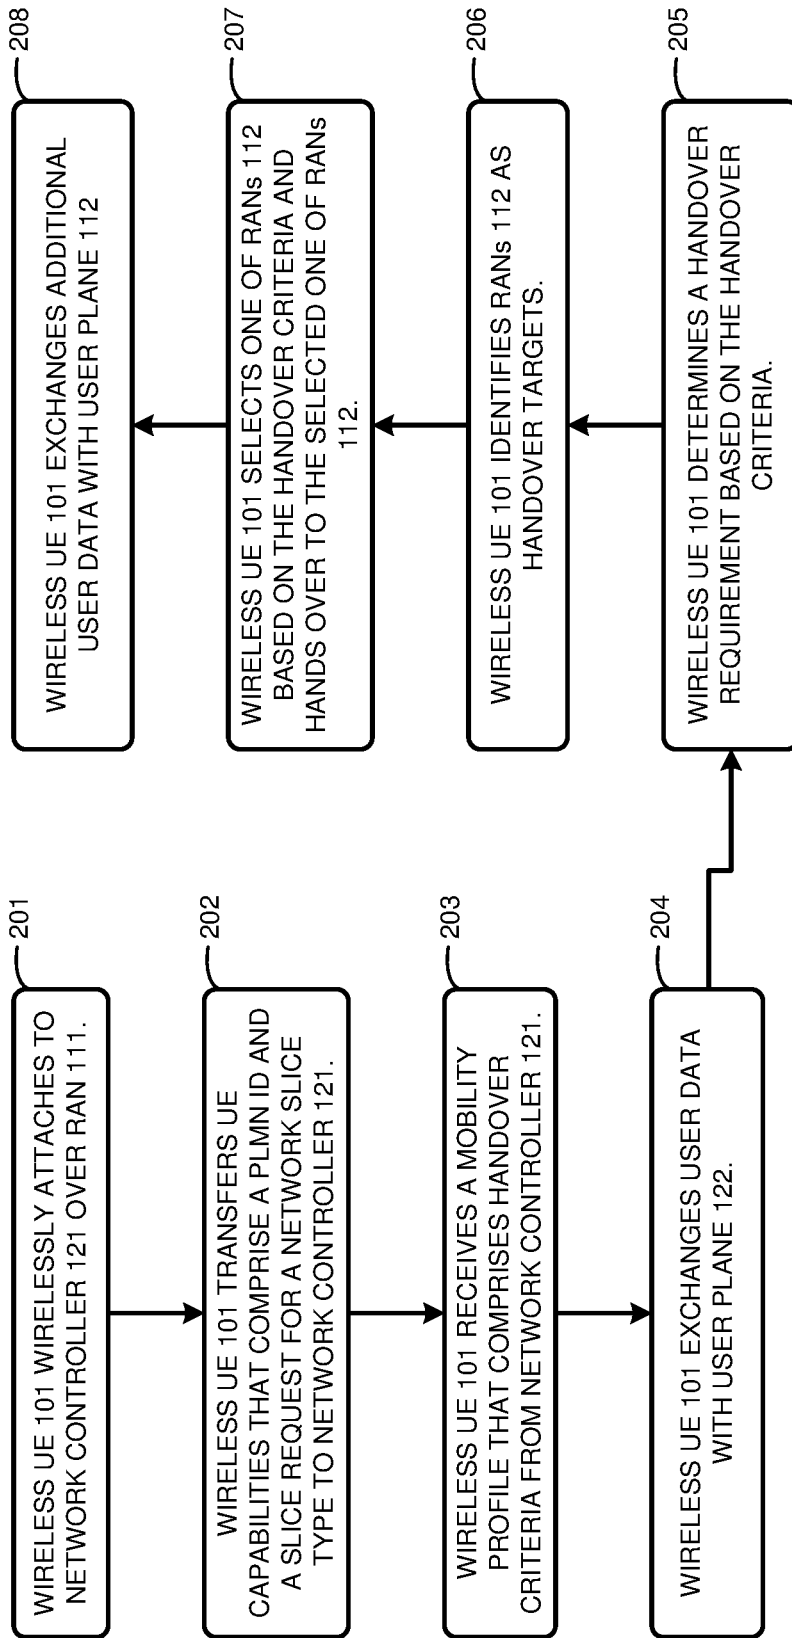 201
WIRELESS UE 101 WIRELESSLY ATTACHES TO
NETWORK CONTROLLER 121 OVER RAN 111.
202
WIRELESS UE 101 TRANSFERS UE
CAPABILITIES THAT COMPRISE A PLMN ID AND
A SLICE REQUEST FOR A NETWORK SLICE
TYPE TO NETWORK CONTROLLER 121.
203
WIRELESS UE 101 RECEIVES A MOBILITY
PROFILE THAT COMPRISES HANDOVER
CRITERIA FROM NETWORK CONTROLLER 121.
204
WIRELESS UE 101 EXCHANGES USER DATA
WITH USER PLANE 122.
205
WIRELESS UE 101 DETERMINES A HANDOVER
REQUIREMENT BASED ON THE HANDOVER
CRITERIA.
206
WIRELESS UE 101 IDENTIFIES RANs 112 AS
HANDOVER TARGETS.
207
WIRELESS UE 101 SELECTS ONE OF RANs 112
BASED ON THE HANDOVER CRITERIA AND
HANDS OVER TO THE SELECTED ONE OF RANs
112.
208
WIRELESS UE 101 EXCHANGES ADDITIONAL
USER DATA WITH USER PLANE 112